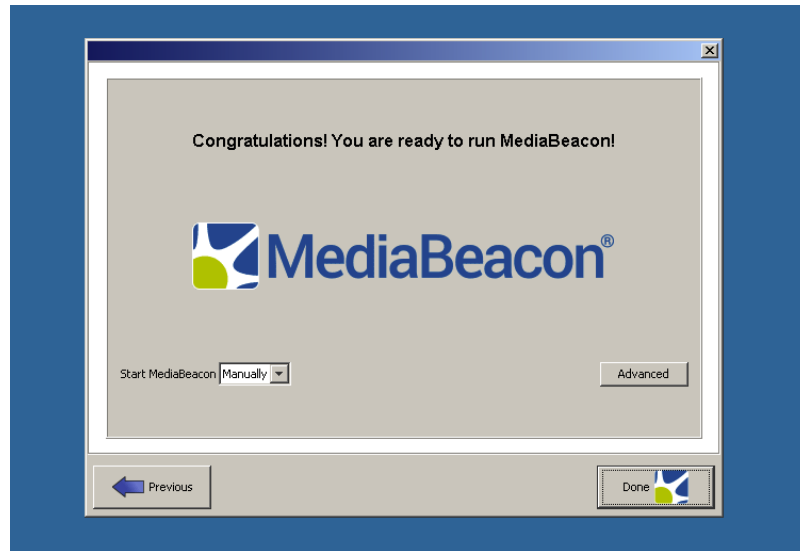 Congratulations! You are ready to run MediaBeacon!
MediaBeacon®
Start MediaBeacon Manually
Advanced
Previous
Done